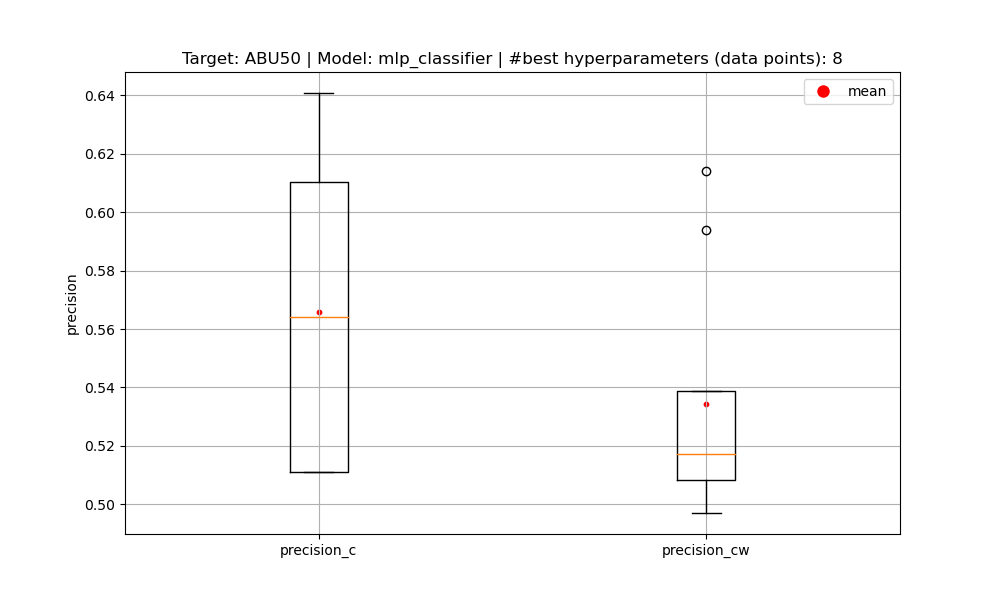 Target: ABU50 | Model: mlp_classifier | #best hyperparameters (data points): 8
mean
0.64
0.62
0.60
0.58
0.56
0.54
0.52
0.50
precision
precision_c
precision_cw